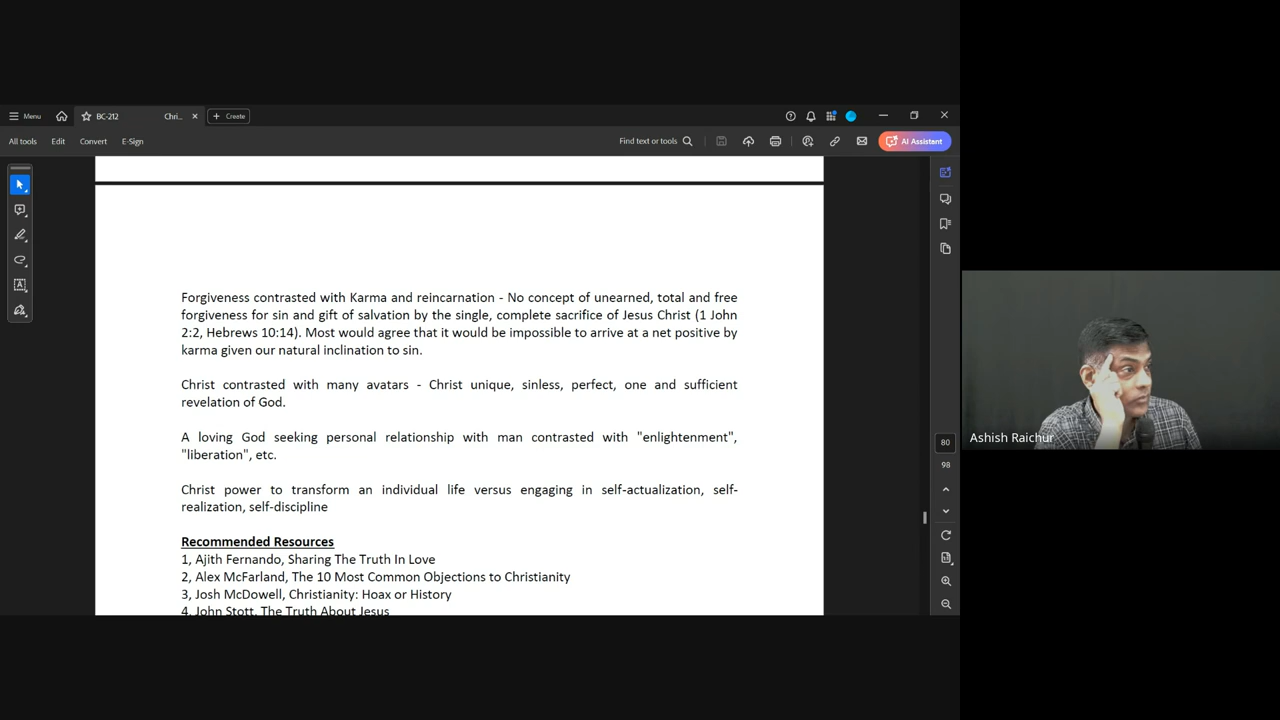 Menu
BC-212
Chri...
Create
All tools
Edit
Convert
E-Sign
Find text or tools
AI Assistant
Forgiveness contrasted with Karma and reincarnation - No concept of unearned, total and free
forgiveness for sin and gift of salvation by the single, complete sacrifice of Jesus Christ (1 John
2:2, Hebrews 10:14). Most would agree that it would be impossible to arrive at a net positive by
karma given our natural inclination to sin.
Christ contrasted with many avatars - Christ unique, sinless, perfect, one and sufficient
revelation of God.
A loving God seeking personal relationship with man contrasted with "enlightenment",
"liberation", etc.
Christ power to transform an individual life versus engaging in self-actualization, self-
realization, self-discipline
Recommended Resources
1, Ajith Fernando, Sharing The Truth In Love
2, Alex McFarland, The 10 Most Common Objections to Christianity
3, Josh McDowell, Christianity: Hoax or History
4. John Stott. The Truth About Jesus
80
98
Ashish Raichur